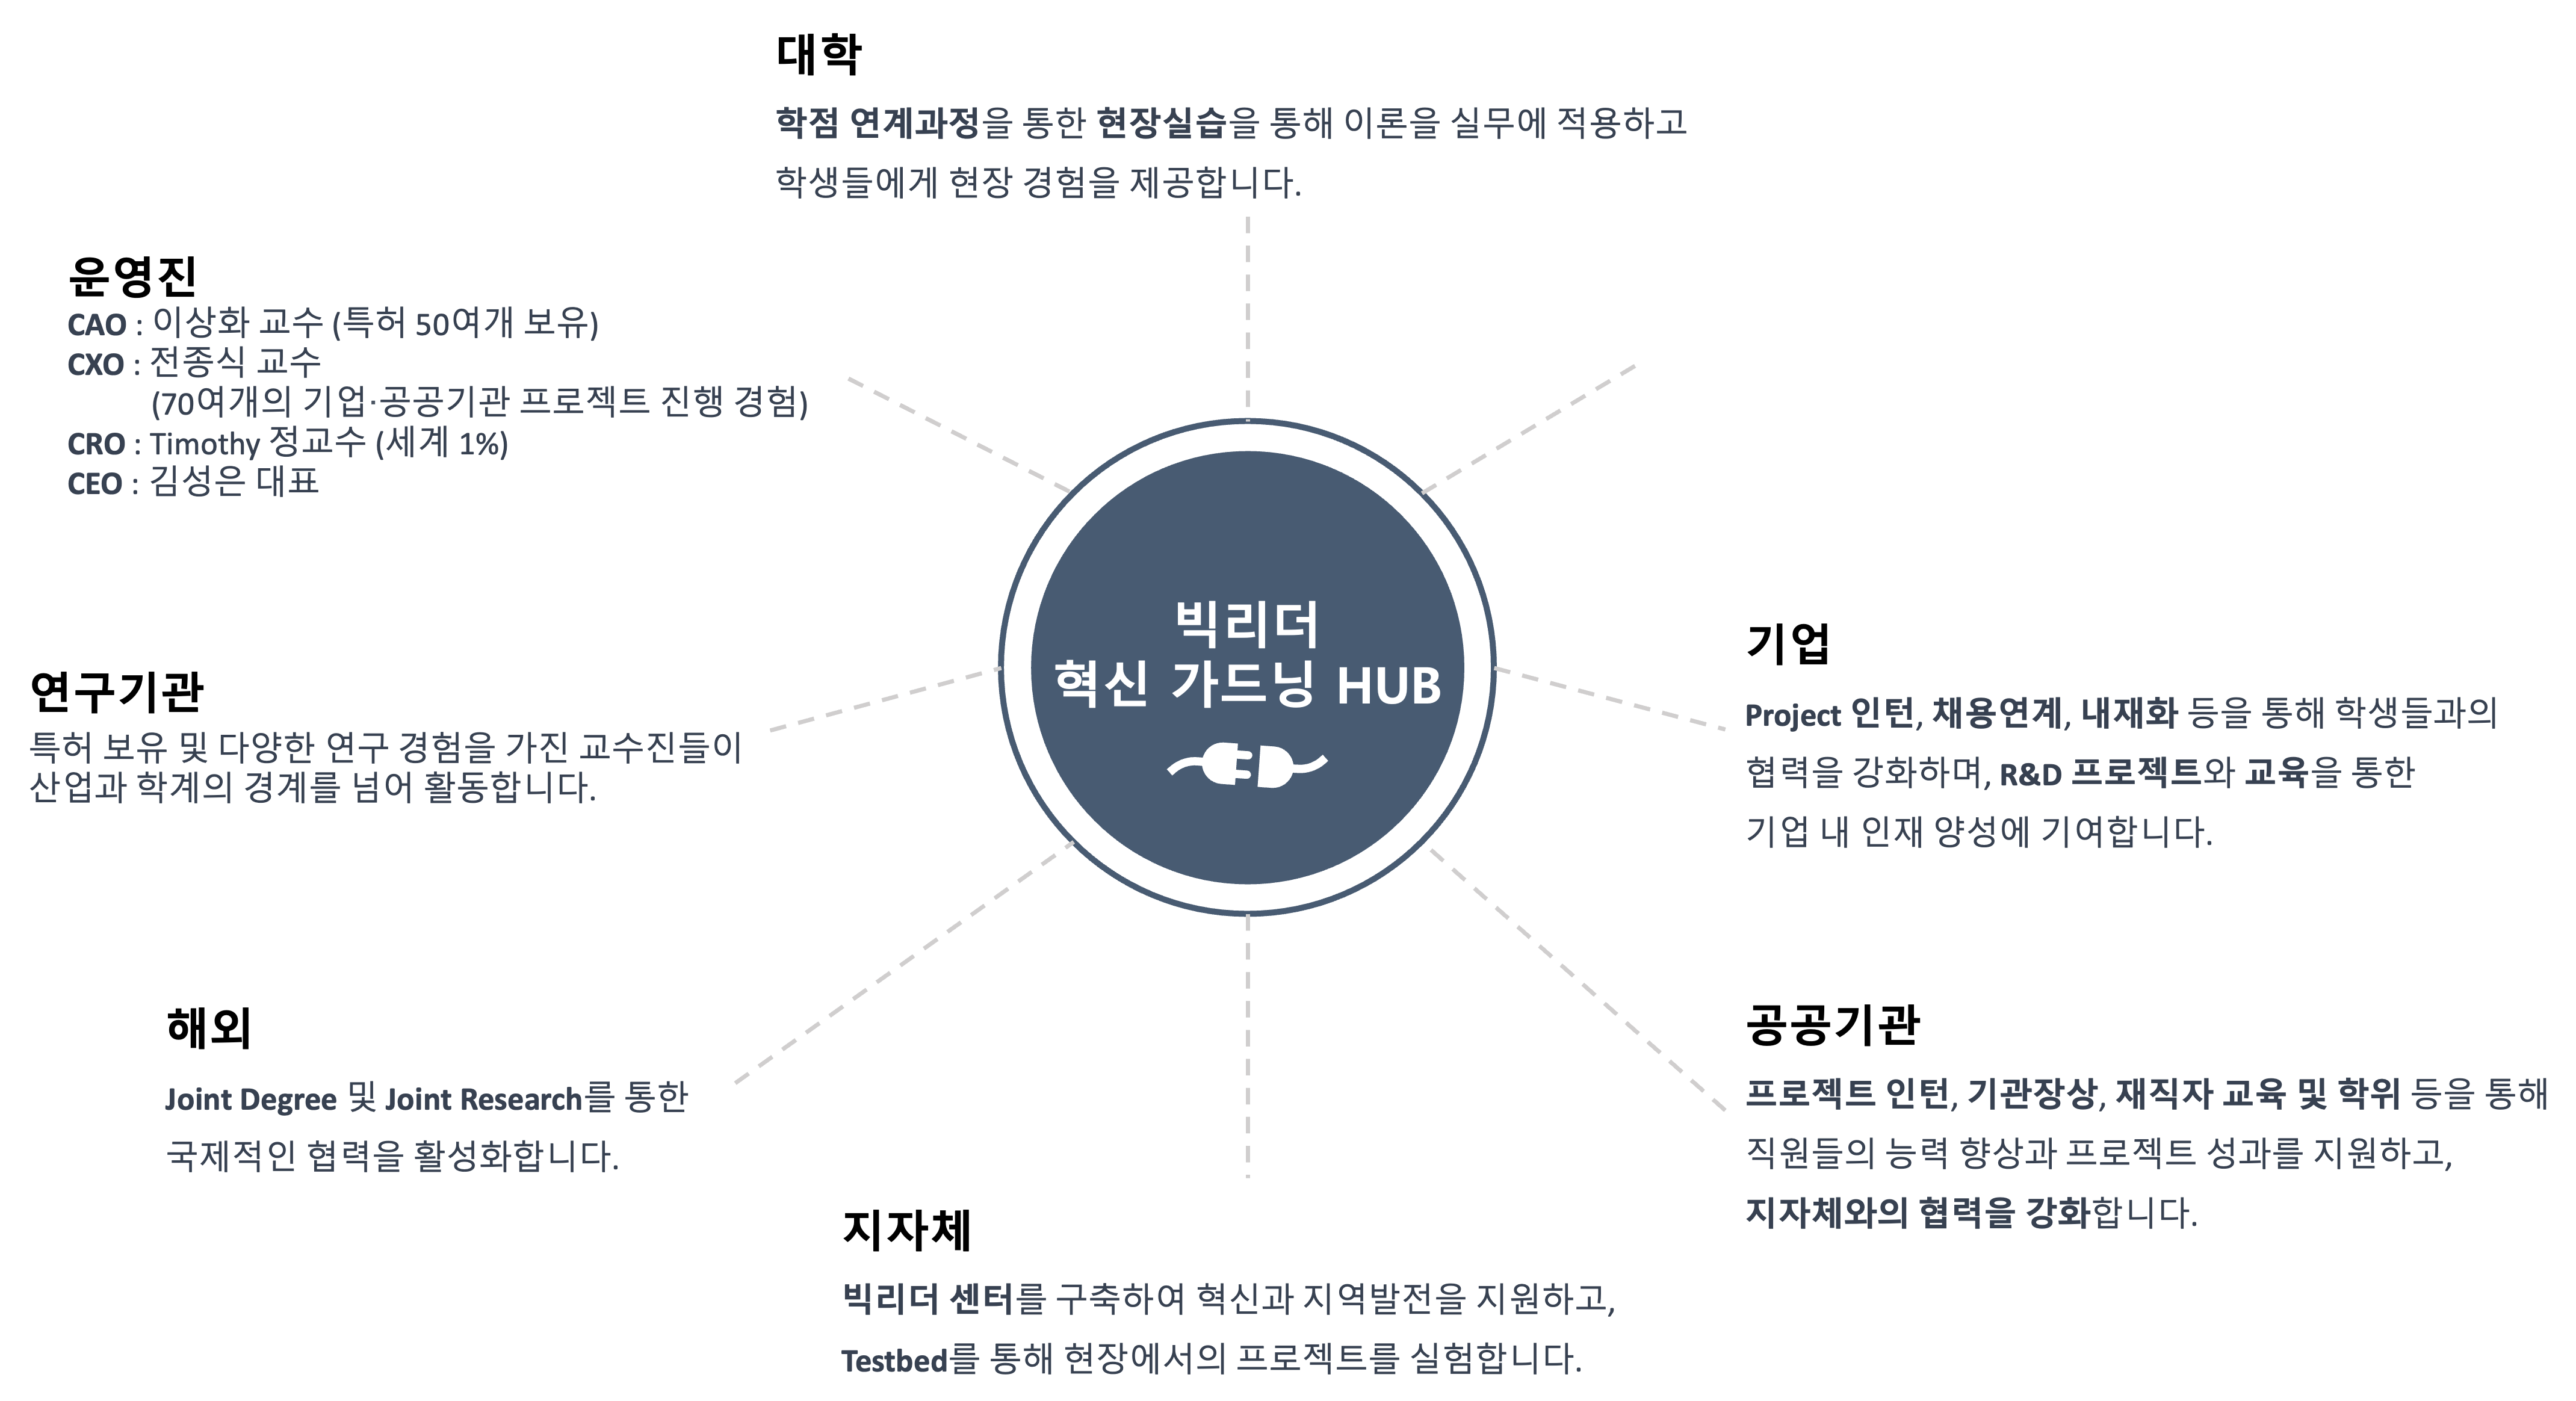 대학
학점 연계과정을 통한 현장실습을 통해 이론을 실무에 적용하고
학생들에게 현장 경험을 제공합니다.
운영진
CAO : 이상화 교수 (특허 50여개 보유)
CXO : 전종식 교수
(70여개의 기업·공공기관 프로젝트 진행 경험)
CRO : Timothy 정교수 (세계 1%)
CEO : 김성은 대표
빅리더
혁신 가드닝 HUB
연구기관
특허 보유 및 다양한 연구 경험을 가진 교수진들이
산업과 학계의 경계를 넘어 활동합니다.
기업
Project 인턴, 채용연계, 내재화 등을 통해 학생들과의
협력을 강화하며, R&D 프로젝트와 교육을 통한
기업 내 인재 양성에 기여합니다.
해외
Joint Degree 및 Joint Research를 통한
국제적인 협력을 활성화합니다.
공공기관
프로젝트 인턴, 기관장상, 재직자 교육 및 학위 등을 통해
직원들의 능력 향상과 프로젝트 성과를 지원하고,
지자체와의 협력을 강화합니다.
지자체
빅리더 센터를 구축하여 혁신과 지역발전을 지원하고,
Testbed를 통해 현장에서의 프로젝트를 실험합니다.